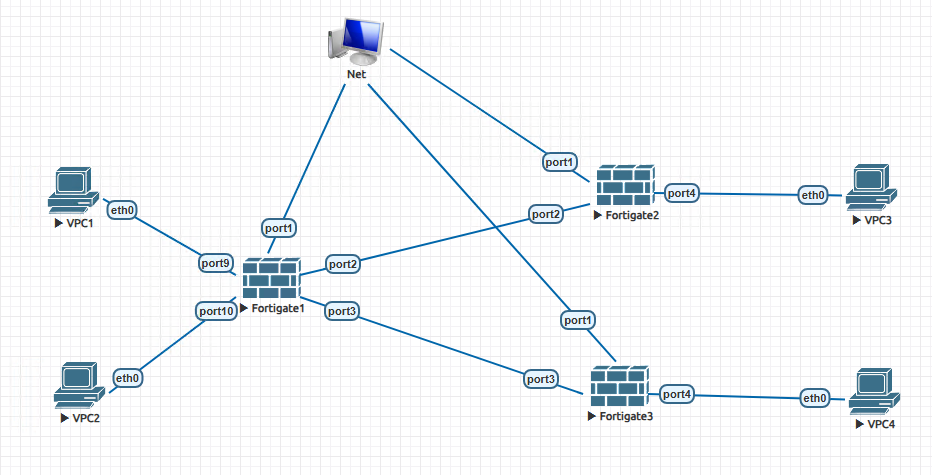 Net
port1
Fortigate2
port4
eth0
VPC3
eth0
VPC1
port1
port2
port9
port2
Fortigate1
port10
port3
port1
eth0
VPC2
port3
Fortigate3
port4
eth0
VPC4